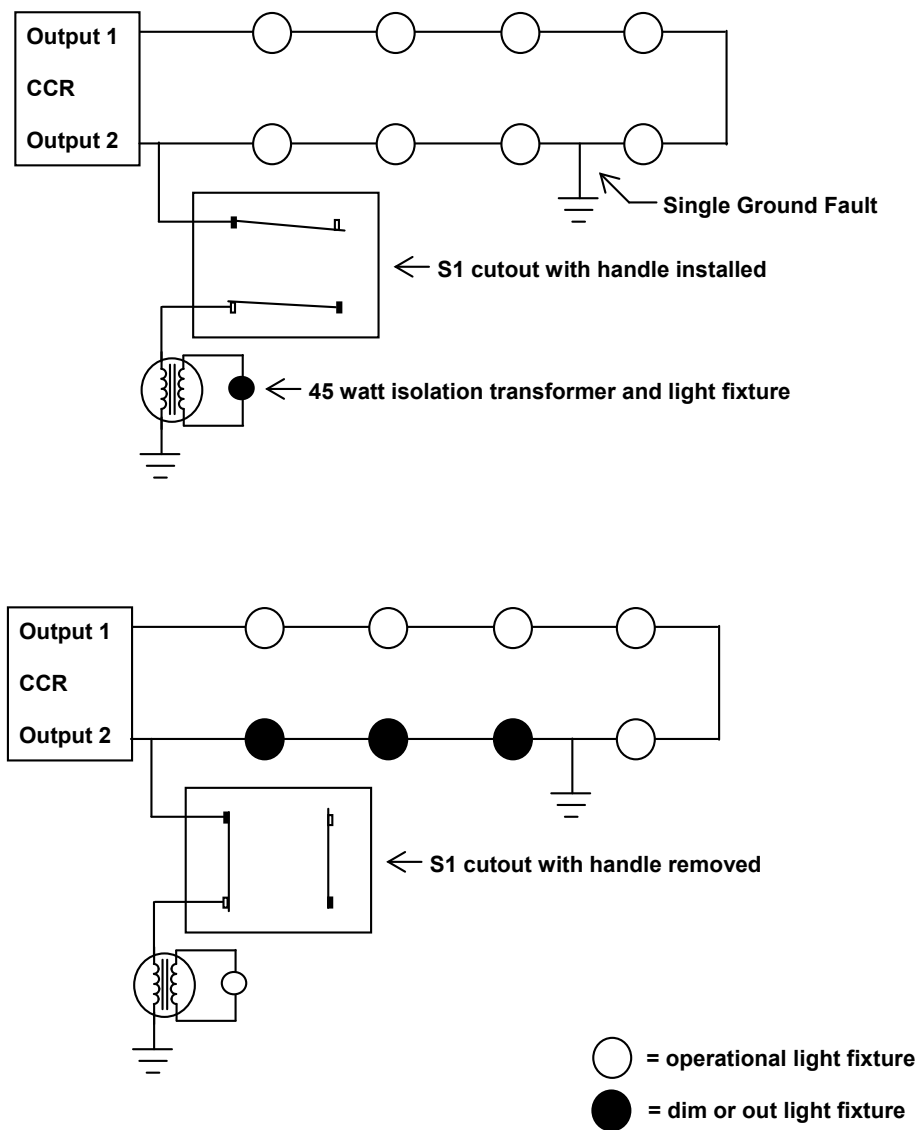 Output 1
CCR
Output 2
Single Ground Fault
S1 cutout with handle installed
45 watt isolation transformer and light fixture
Output 1
CCR
Output 2
S1 cutout with handle removed
= operational light fixture
= dim or out light fixture